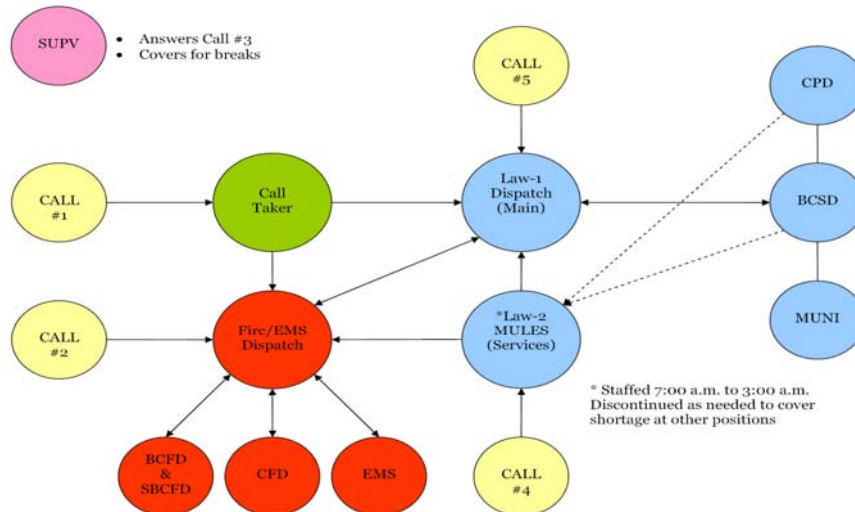 SUPV
• Answers Call #3
• Covers for breaks
CALL
#5
CPD
CALL
#1
Call
Taker
Law-1
Dispatch
(Main)
BCSD
CALL
#2
Fire/EMS
Dispatch
*Law-2
MULES
(Services)
MUNI
* Staffed 7:00 a.m. to 3:00 a.m.
Discontinued as needed to cover
shortage at other positions
BCFD
&
SBCFD
CFD
EMS
CALL
#4